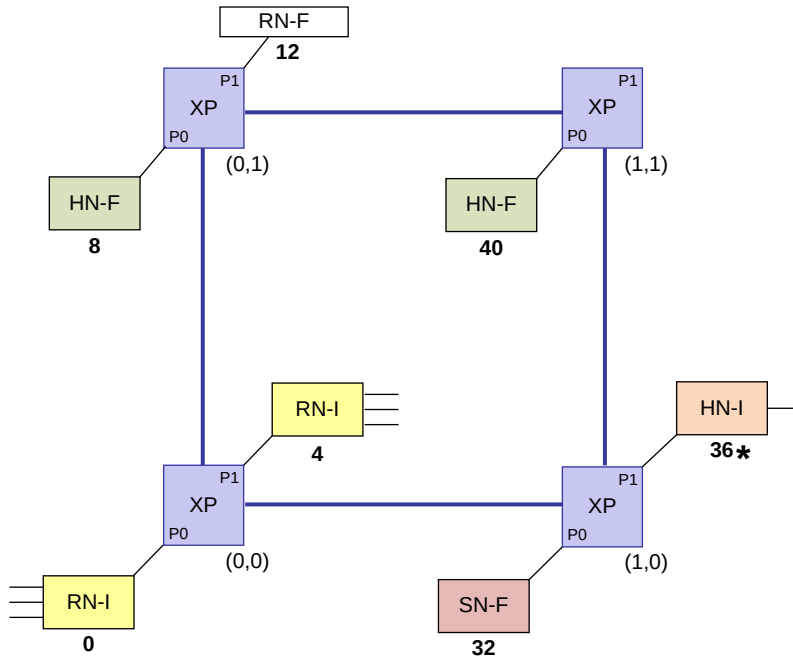 RN-F
12
P1
XP
P0
(0,1)
P1
XP
P0
(1,1)
HN-F
8
HN-F
40
RN-I
4
HN-I
36*
P1
XP
P0
(0,0)
P1
XP
P0
(1,0)
RN-I
0
SN-F
32